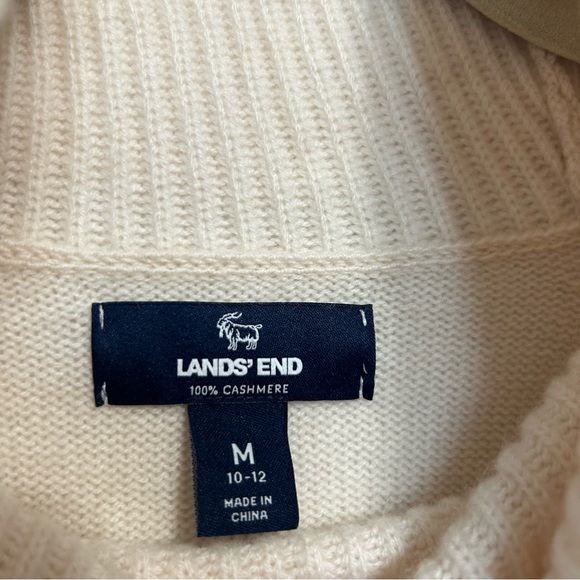 LANDS' END
100% CASHMERE
M
10-12
MADE IN
CHINA